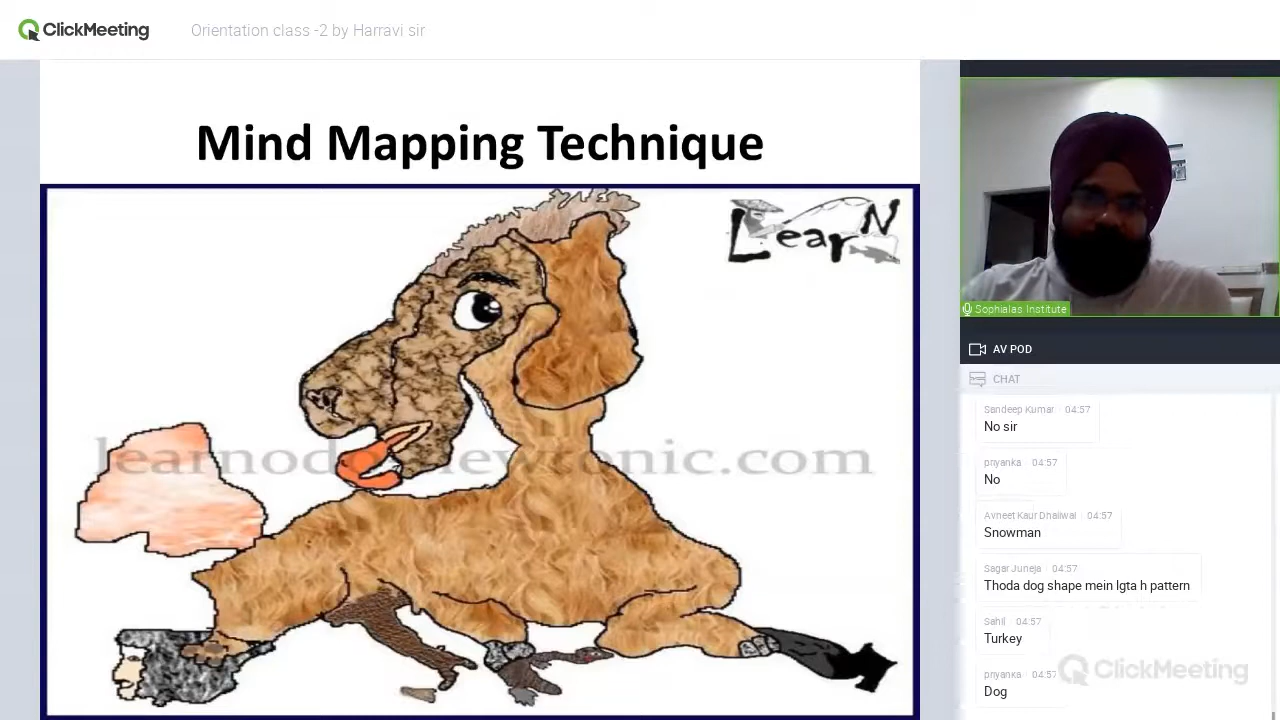 ClickMeeting
Orientation class -2 by Harravi sir
Mind Mapping Technique
LearN
Sophialas Institute
AV POD
CHAT
Sandeep Kumar 04:57
No sir
priyanka 04:57
No
Avneet Kaur Dhaliwal 04:57
Snowman
Sagar Juneja 04:57
Thoda dog shape mein lgta h pattern
Sahil 04:57
Turkey
priyanka 04:57
Dog
ClickMeeting